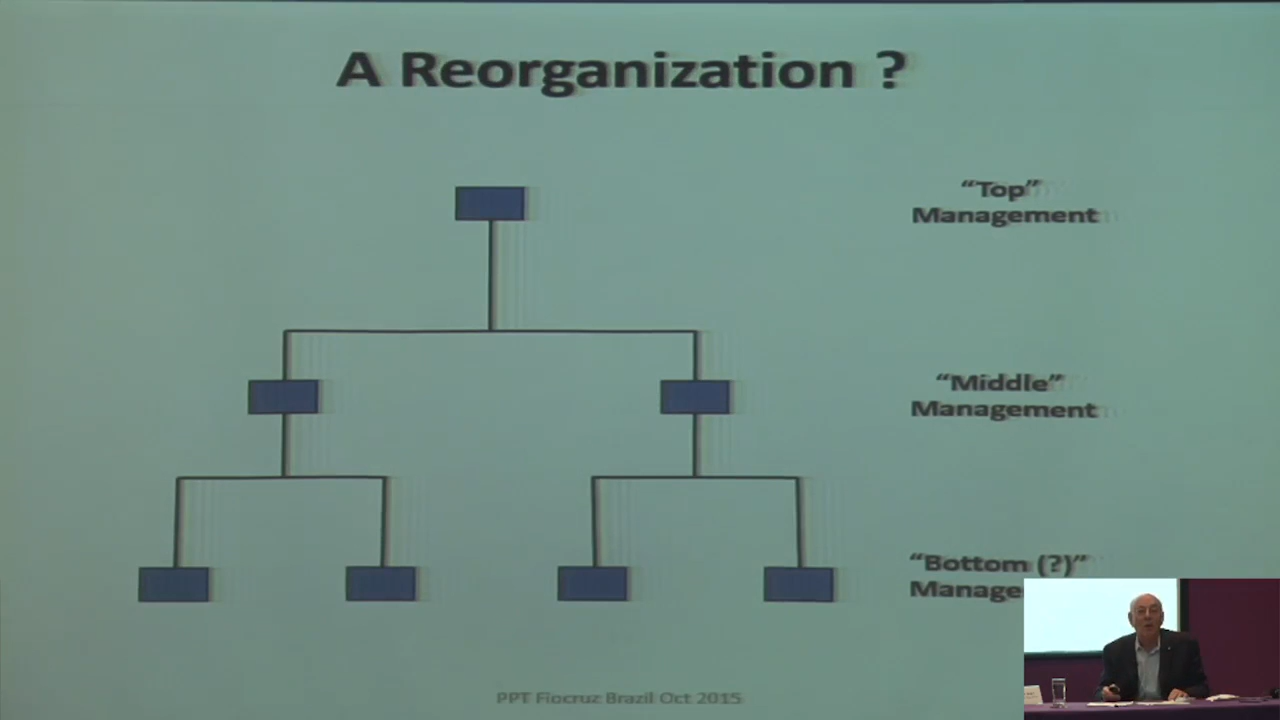 A Reorganization ?
“Top”
Management
“Middle”
Management
“Bottom (?)”
Manage
PPT Fiocruz Brazil Oct 2015